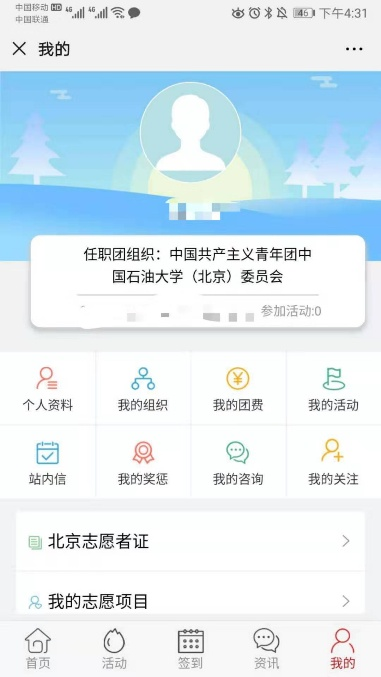 中国移动 HD 4G 4G 46 下午4:31
中国联通
我的
任职团组织：中国共产主义青年团中
国石油大学（北京）委员会
参加活动:0
个人资料 我的组织 我的团费 我的活动
站内信 我的奖惩 我的咨询 我的关注
北京志愿者证
我的志愿项目
首页 活动 签到 资讯 我的